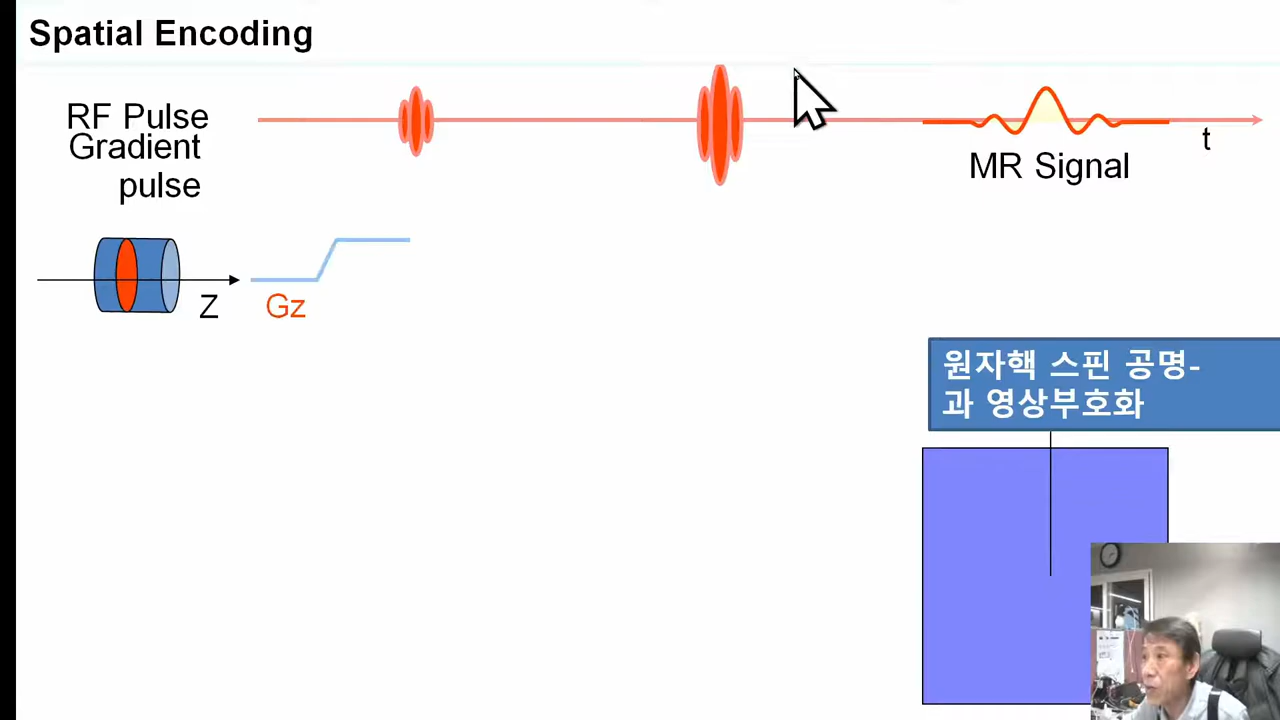 Spatial Encoding
RF Pulse
Gradient
pulse
t
MR Signal
Z
Gz
원자핵 스핀 공명-
과 영상부호화